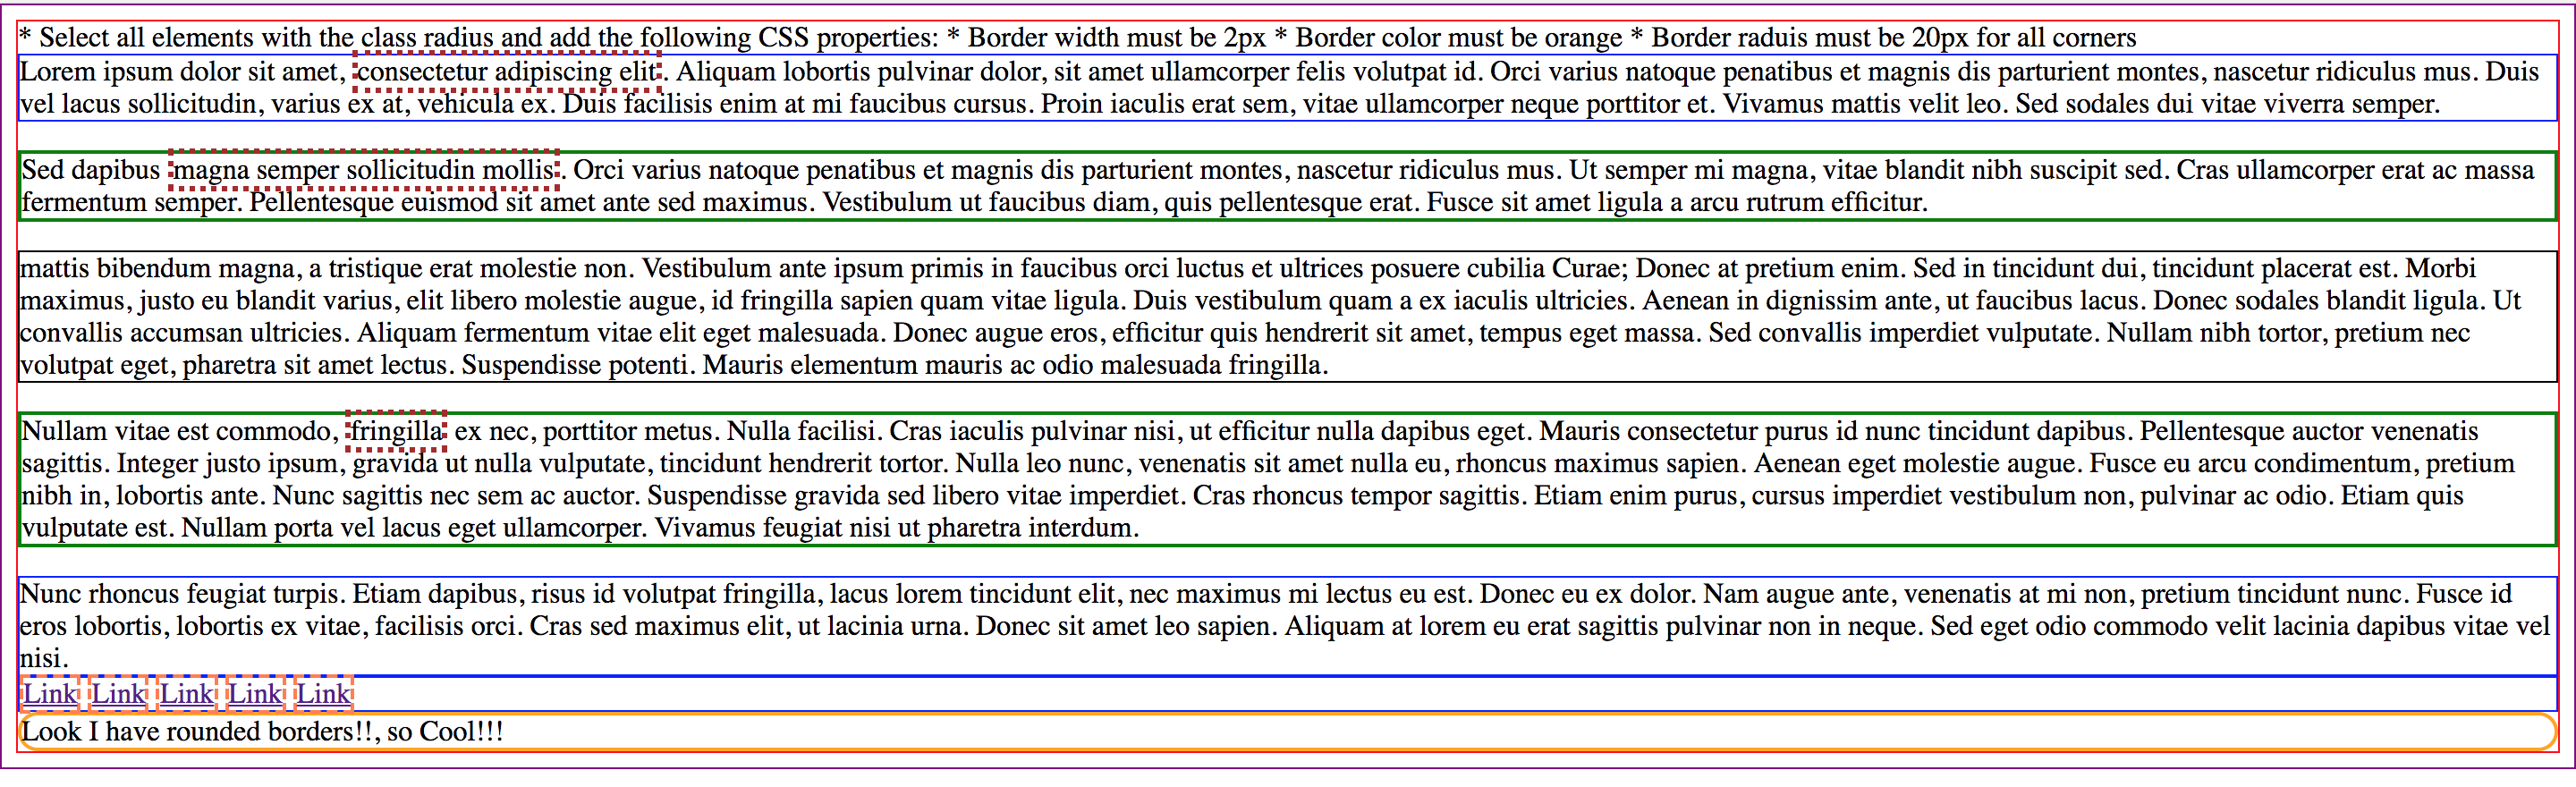 * Select all elements with the class radius and add the following CSS properties: * Border width must be 2px * Border color must be orange * Border raduis must be 20px for all corners
Lorem ipsum dolor sit amet, consectetur adipiscing elit. Aliquam lobortis pulvinar dolor, sit amet ullamcorper felis volutpat id. Orci varius natoque penatibus et magnis dis parturient montes, nascetur ridiculus mus. Duis
vel lacus sollicitudin, varius ex at, vehicula ex. Duis facilisis enim at mi faucibus cursus. Proin iaculis erat sem, vitae ullamcorper neque porttitor et. Vivamus mattis velit leo. Sed sodales dui vitae viverra semper.
Sed dapibus magna semper sollicitudin mollis. Orci varius natoque penatibus et magnis dis parturient montes, nascetur ridiculus mus. Ut semper mi magna, vitae blandit nibh suscipit sed. Cras ullamcorper erat ac massa
fermentum semper. Pellentesque euismod sit amet ante sed maximus. Vestibulum ut faucibus diam, quis pellentesque erat. Fusce sit amet ligula a arcu rutrum efficitur.
mattis bibendum magna, a tristique erat molestie non. Vestibulum ante ipsum primis in faucibus orci luctus et ultrices posuere cubilia Curae; Donec at pretium enim. Sed in tincidunt dui, tincidunt placerat est. Morbi
maximus, justo eu blandit varius, elit libero molestie augue, id fringilla sapien quam vitae ligula. Duis vestibulum quam a ex iaculis ultricies. Aenean in dignissim ante, ut faucibus lacus. Donec sodales blandit ligula. Ut
convallis accumsan ultricies. Aliquam fermentum vitae elit eget malesuada. Donec augue eros, efficitur quis hendrerit sit amet, tempus eget massa. Sed convallis imperdiet vulputate. Nullam nibh tortor, pretium nec
volutpat eget, pharetra sit amet lectus. Suspendisse potenti. Mauris elementum mauris ac odio malesuada fringilla.
Nullam vitae est commodo, fringilla ex nec, porttitor metus. Nulla facilisi. Cras iaculis pulvinar nisi, ut efficitur nulla dapibus eget. Mauris consectetur purus id nunc tincidunt dapibus. Pellentesque auctor venenatis
sagittis. Integer justo ipsum, gravida ut nulla vulputate, tincidunt hendrerit tortor. Nulla leo nunc, venenatis sit amet nulla eu, rhoncus maximus sapien. Aenean eget molestie augue. Fusce eu arcu condimentum, pretium
nibh in, lobortis ante. Nunc sagittis nec sem ac auctor. Suspendisse gravida sed libero vitae imperdiet. Cras rhoncus tempor sagittis. Etiam enim purus, cursus imperdiet vestibulum non, pulvinar ac odio. Etiam quis
vulputate est. Nullam porta vel lacus eget ullamcorper. Vivamus feugiat nisi ut pharetra interdum.
Nunc rhoncus feugiat turpis. Etiam dapibus, risus id volutpat fringilla, lacus lorem tincidunt elit, nec maximus mi lectus eu est. Donec eu ex dolor. Nam augue ante, venenatis at mi non, pretium tincidunt nunc. Fusce id
eros lobortis, lobortis ex vitae, facilisis orci. Cras sed maximus elit, ut lacinia urna. Donec sit amet leo sapien. Aliquam at lorem eu erat sagittis pulvinar non in neque. Sed eget odio commodo velit lacinia dapibus vitae vel
nisi.
Link Link Link Link Link
Look I have rounded borders!!, so Cool!!!